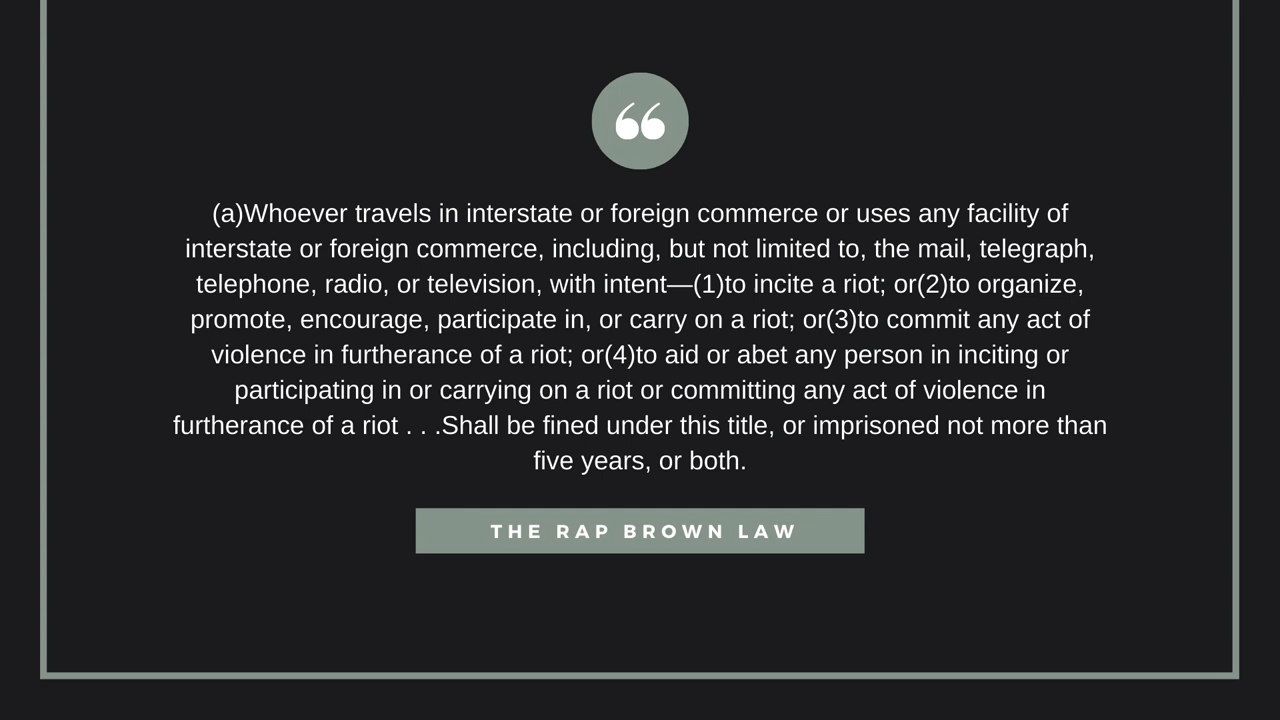 (a)Whoever travels in interstate or foreign commerce or uses any facility of
interstate or foreign commerce, including, but not limited to, the mail, telegraph,
telephone, radio, or television, with intent—(1)to incite a riot; or(2)to organize,
promote, encourage, participate in, or carry on a riot; or(3)to commit any act of
violence in furtherance of a riot; or(4)to aid or abet any person in inciting or
participating in or carrying on a riot or committing any act of violence in
furtherance of a riot . . .Shall be fined under this title, or imprisoned not more than
five years, or both.
THE RAP BROWN LAW